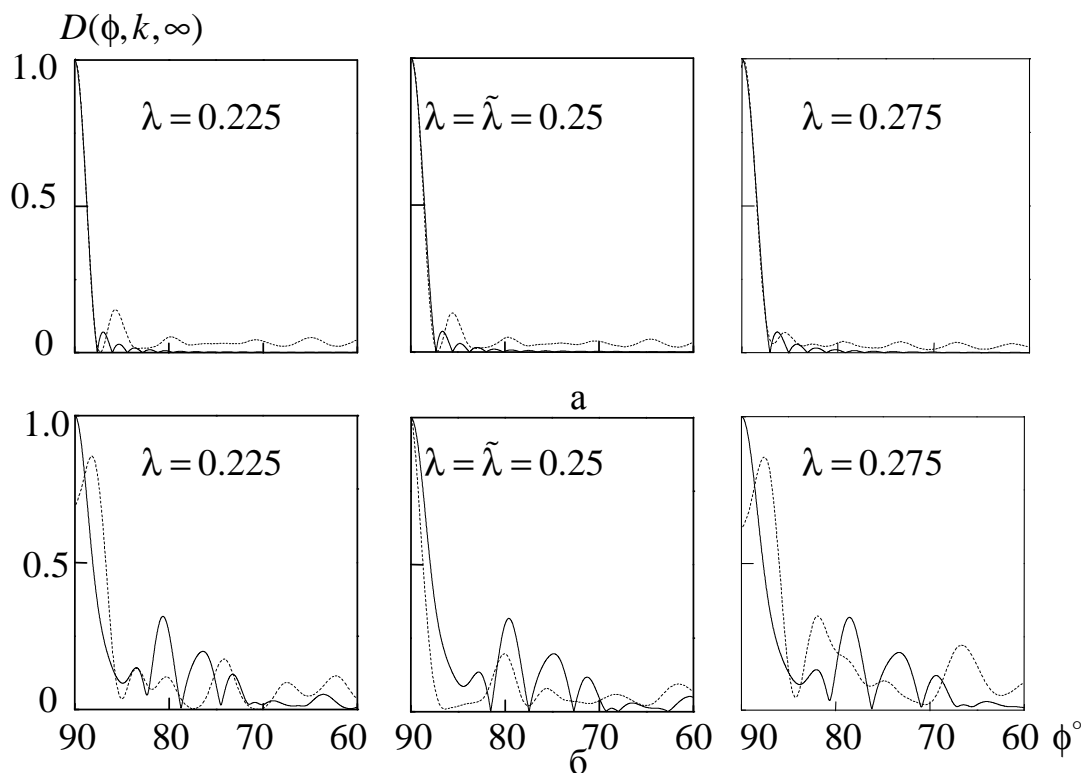 D(ϕ, k, ∞)
1.0
0.5
0
λ = 0.225
λ = λ̃ = 0.25
λ = 0.275
а
1.0
0.5
0
λ = 0.225
λ = λ̃ = 0.25
λ = 0.275
90 80 70 60 90 80 70 60 90 80 70 60 ϕ°
б